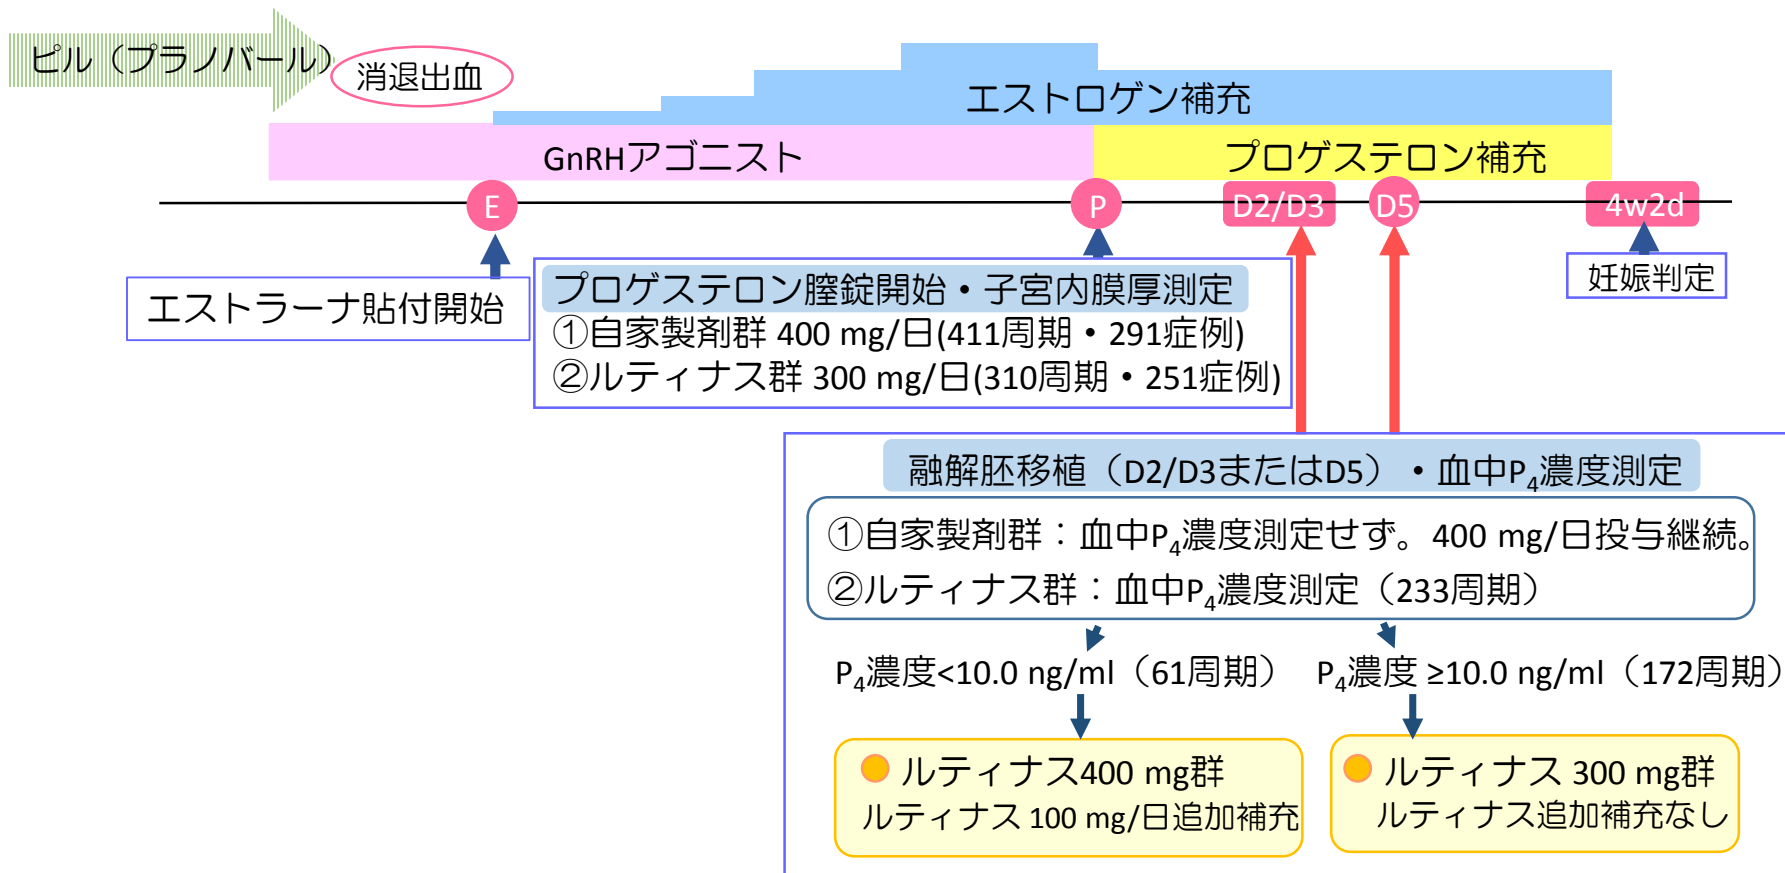 ピル（プラノバール）
消退出血
エストロゲン補充
GnRHアゴニスト
プロゲステロン補充
E
P
D2/D3
D5
4w2d
エストラーナ貼付開始
プロゲステロン膣錠開始・子宮内膜厚測定
①自家製剤群 400 mg/日(411周期・291症例)
②ルティナス群 300 mg/日(310周期・251症例)
妊娠判定
融解胚移植（D2/D3またはD5）・血中P₄濃度測定
①自家製剤群：血中P₄濃度測定せず。400 mg/日投与継続。
②ルティナス群：血中P₄濃度測定（233周期）
P₄濃度<10.0 ng/ml（61周期）
P₄濃度 ≥10.0 ng/ml（172周期）
ルティナス400 mg群
ルティナス 100 mg/日追加補充
ルティナス 300 mg群
ルティナス追加補充なし